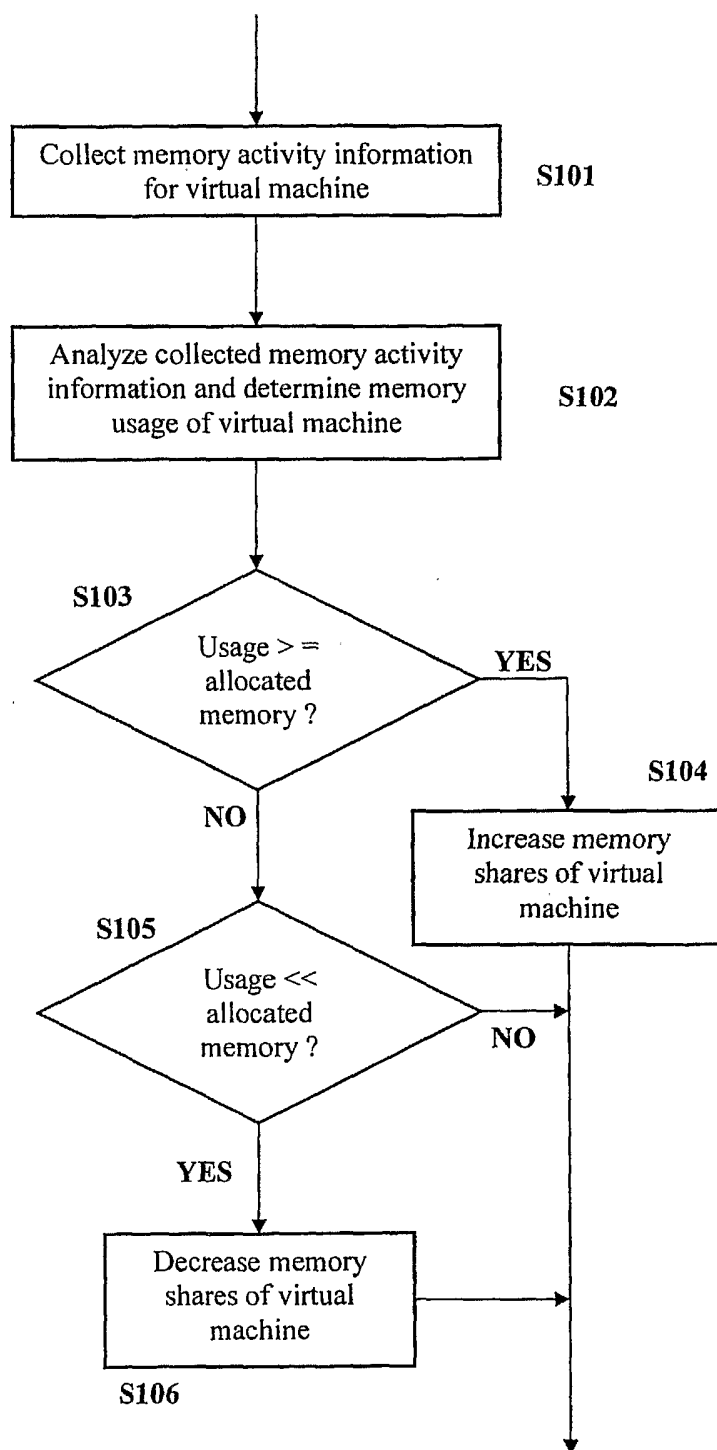 Collect memory activity information
for virtual machine
S101
Analyze collected memory activity
information and determine memory
usage of virtual machine
S102
S103
Usage > =
allocated
memory ?
YES
NO
S104
Increase memory
shares of virtual
machine
S105
Usage <<
allocated
memory ?
NO
YES
Decrease memory
shares of virtual
machine
S106